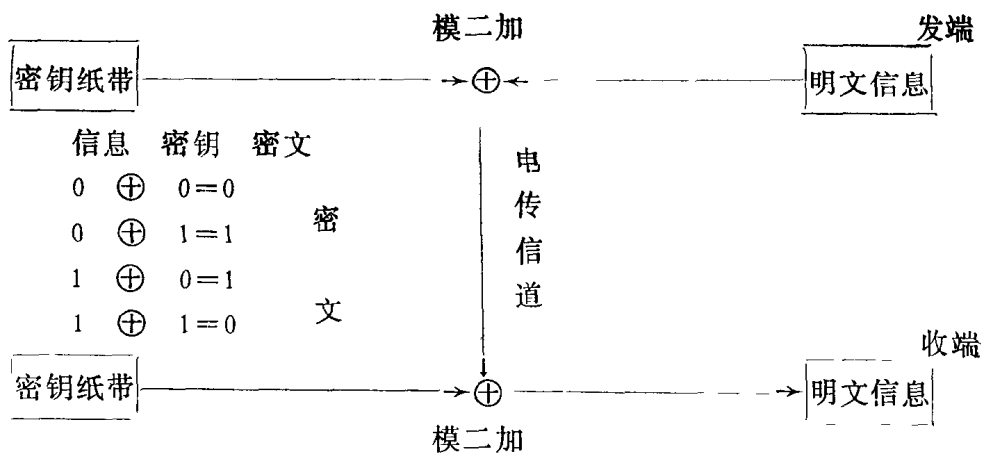 模二加
发端
密钥纸带
⊕
明文信息
信息 密钥 密文
0 ⊕ 0=0
0 ⊕ 1=1
1 ⊕ 0=1
1 ⊕ 1=0
密文
电传信道
收端
密钥纸带
⊕
明文信息
模二加